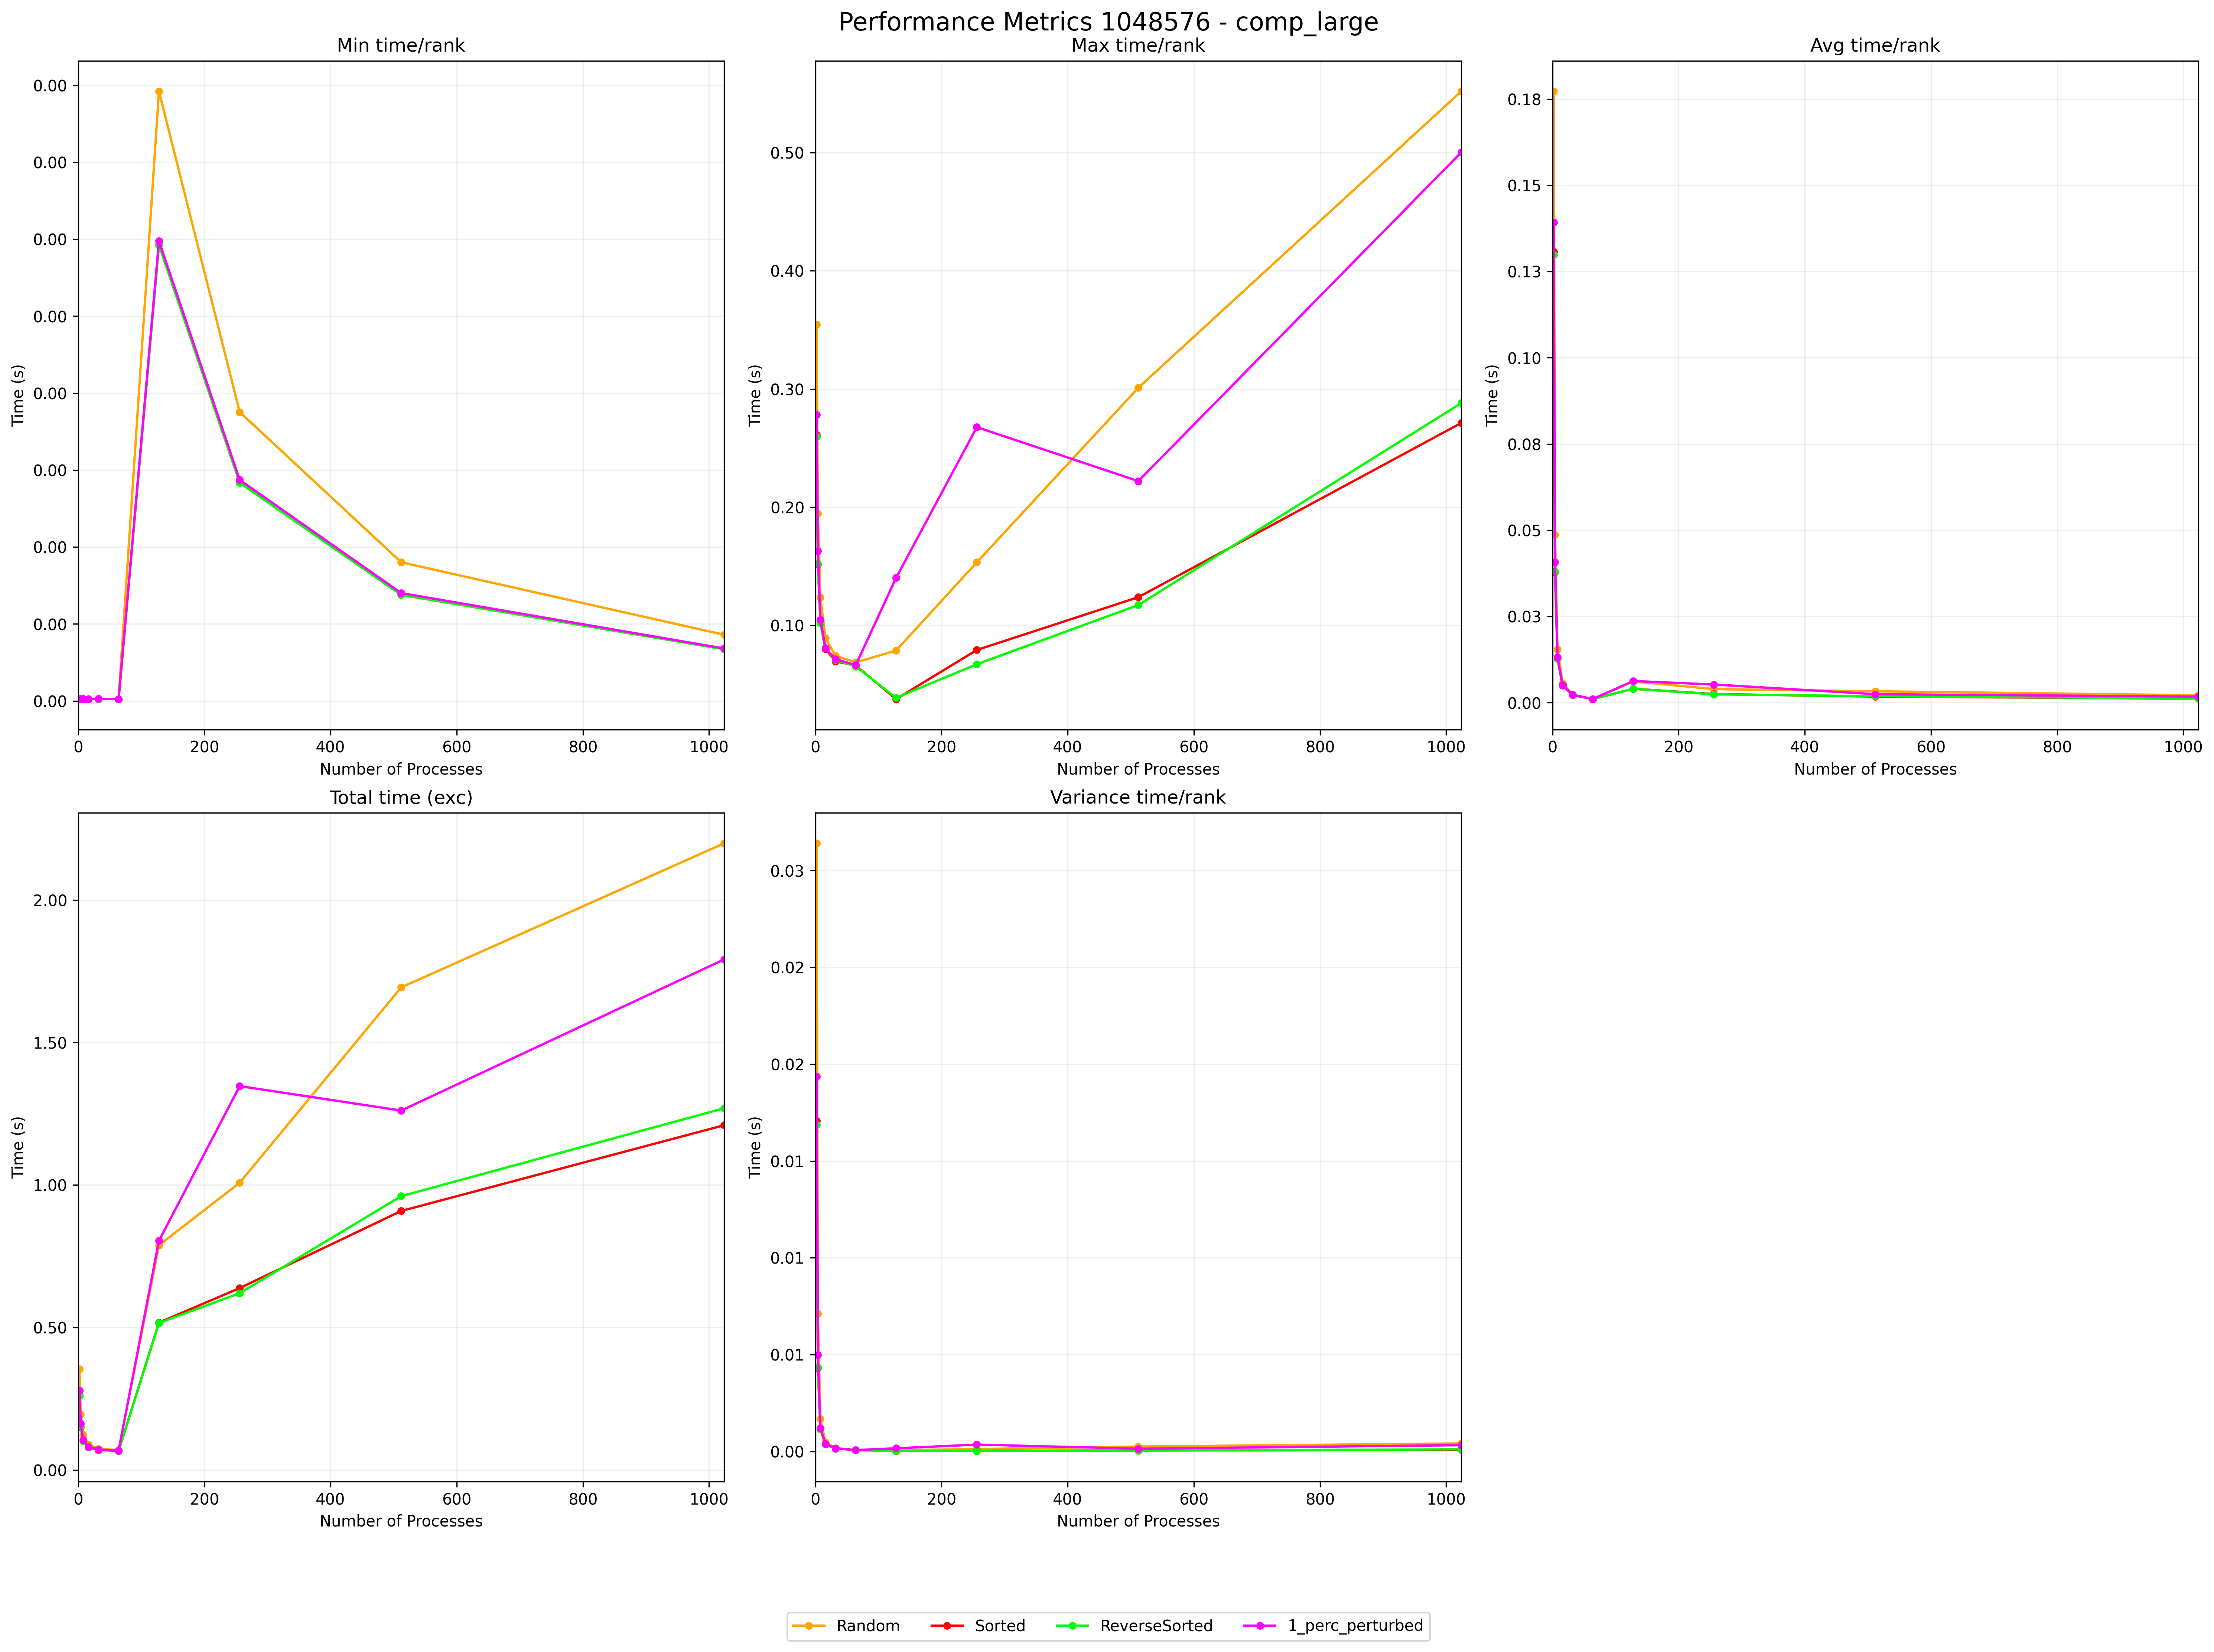 Performance Metrics 1048576 - comp_large
Min time/rank
0.00
0.00
0.00
0.00
0.00
0.00
0.00
0.00
0.00
Time (s)
0 200 400 600 800 1000
Number of Processes
Max time/rank
0.50
0.40
0.30
0.20
0.10
Time (s)
0 200 400 600 800 1000
Number of Processes
Avg time/rank
0.18
0.15
0.13
0.10
0.08
0.05
0.03
0.00
Time (s)
0 200 400 600 800 1000
Number of Processes
Total time (exc)
2.00
1.50
1.00
0.50
0.00
Time (s)
0 200 400 600 800 1000
Number of Processes
Variance time/rank
0.03
0.02
0.02
0.01
0.01
0.01
0.00
Time (s)
0 200 400 600 800 1000
Number of Processes
Random Sorted ReverseSorted 1_perc_perturbed